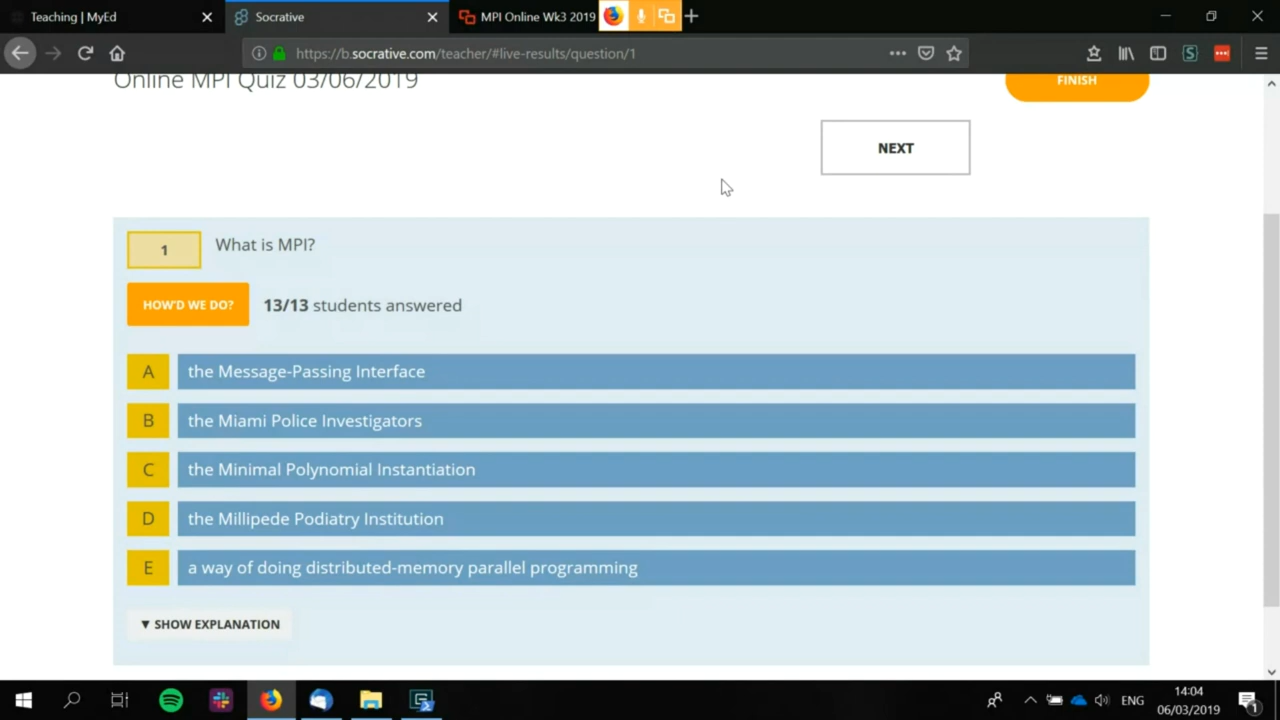 Teaching | MyEd
Socrative
MPI Online Wk3 2019
https://b.socrative.com/teacher/#live-results/question/1
Online MPI Quiz 03/06/2019
FINISH
NEXT
1 What is MPI?
HOW'D WE DO? 13/13 students answered
A the Message-Passing Interface
B the Miami Police Investigators
C the Minimal Polynomial Instantiation
D the Millipede Podiatry Institution
E a way of doing distributed-memory parallel programming
▼ SHOW EXPLANATION
ENG
14:04
06/03/2019
1